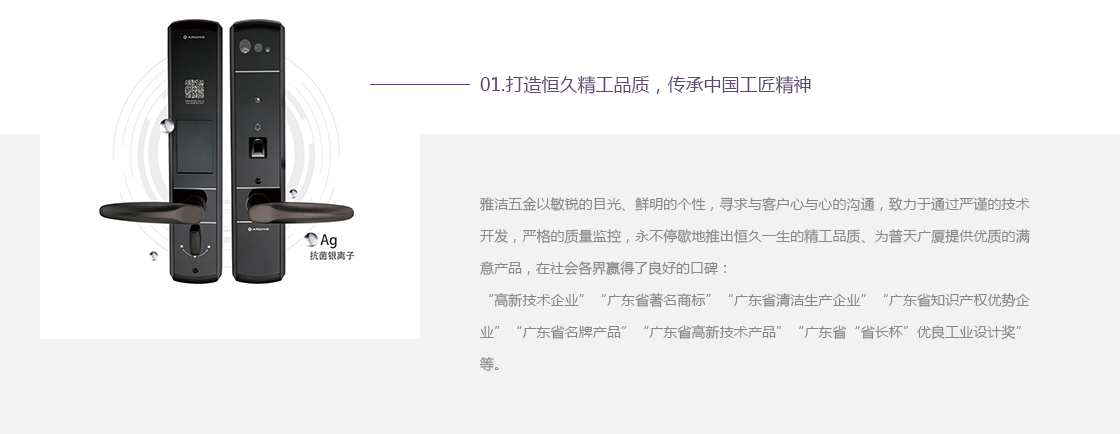 ARCHIE
01.打造恒久精工品质，传承中国工匠精神
雅洁五金以敏锐的目光、鲜明的个性，寻求与客户心与心的沟通，致力于通过严谨的技术
开发，严格的质量监控，永不停歇地推出恒久一生的精工品质、为普天广厦提供优质的满
意产品，在社会各界赢得了良好的口碑：
“高新技术企业”“广东省著名商标”“广东省清洁生产企业”“广东省知识产权优势企
业”“广东省名牌产品”“广东省高新技术产品”“广东省“省长杯”优良工业设计奖”
等。
ARCHIE
Ag
抗菌银离子